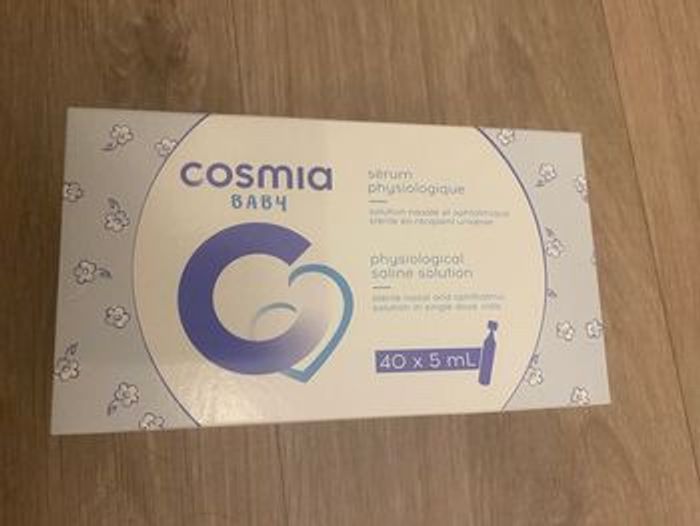 cosmia
BABY
sérum
physiologique
solution nasale et ophtalmique
stérile en récipient unidose
physiological
saline solution
sterile nasal and ophthalmic
solution in single dose vials
40 x 5 mL